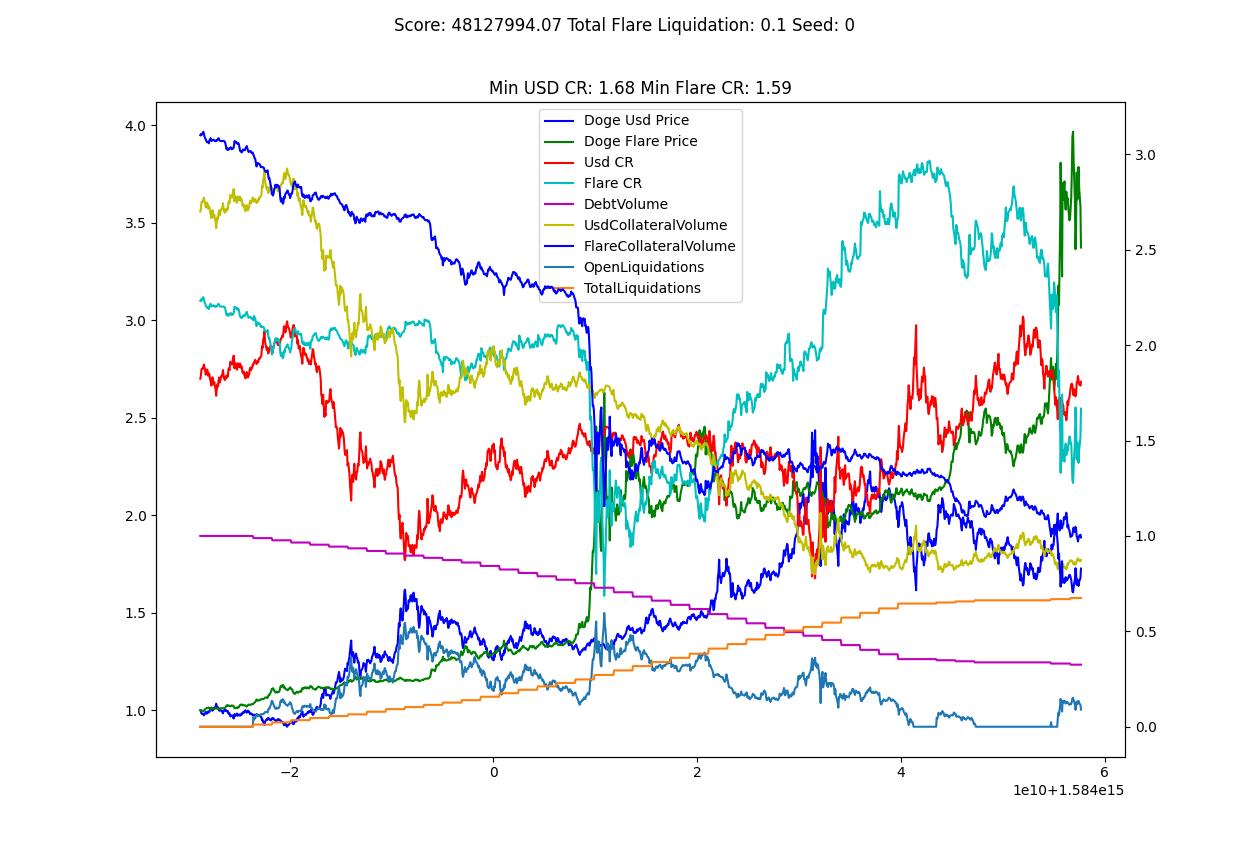 Score: 48127994.07 Total Flare Liquidation: 0.1 Seed: 0
Min USD CR: 1.68 Min Flare CR: 1.59
Doge Usd Price
Doge Flare Price
Usd CR
Flare CR
DebtVolume
UsdCollateralVolume
FlareCollateralVolume
OpenLiquidations
TotalLiquidations
4.0
3.5
3.0
2.5
2.0
1.5
1.0
3.0
2.5
2.0
1.5
1.0
0.5
0.0
−2 0 2 4 6
1e10+1.584e15